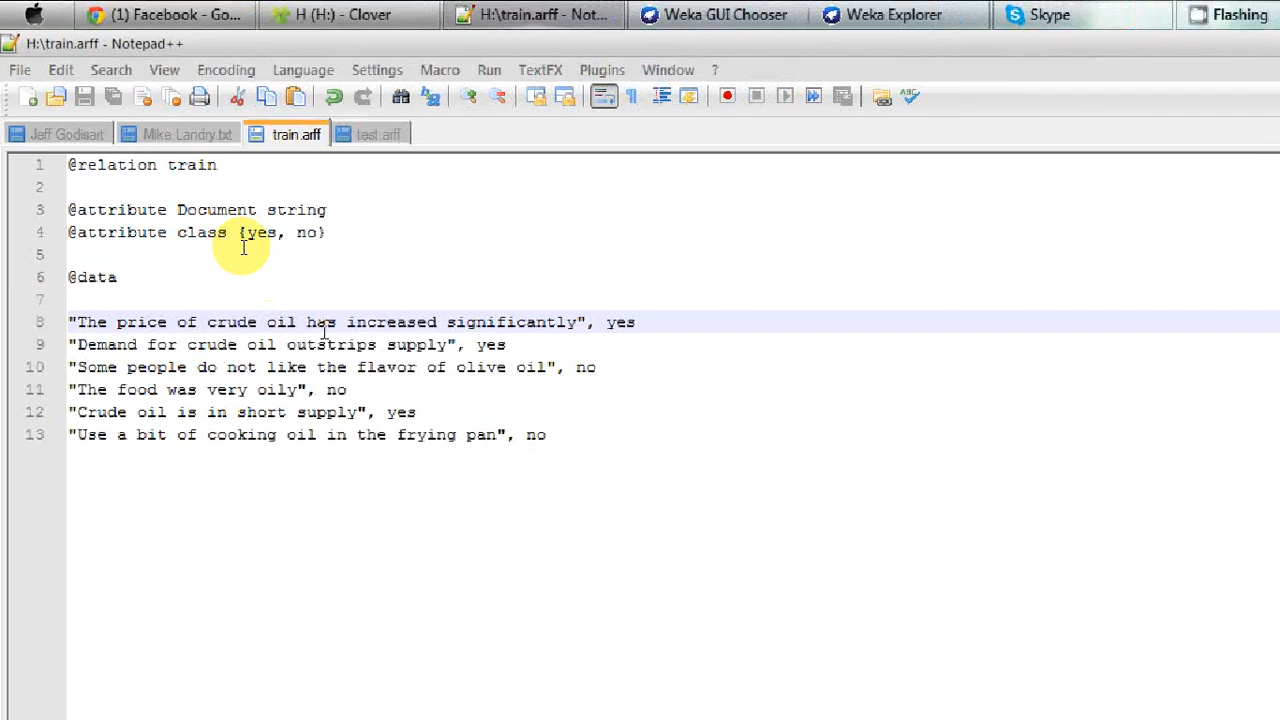 (1) Facebook - Go... H (H:) - Clover H:\train.arff - Not... Weka GUI Chooser Weka Explorer Skype Flashing
H:\train.arff - Notepad++
File Edit Search View Encoding Language Settings Macro Run TextFX Plugins Window ?
Jeff Godisart Mike Landry.txt train.arff test.arff
1 @relation train
2
3 @attribute Document string
4 @attribute class {yes, no}
5
6 @data
7
8 "The price of crude oil has increased significantly", yes
9 "Demand for crude oil outstrips supply", yes
10 "Some people do not like the flavor of olive oil", no
11 "The food was very oily", no
12 "Crude oil is in short supply", yes
13 "Use a bit of cooking oil in the frying pan", no